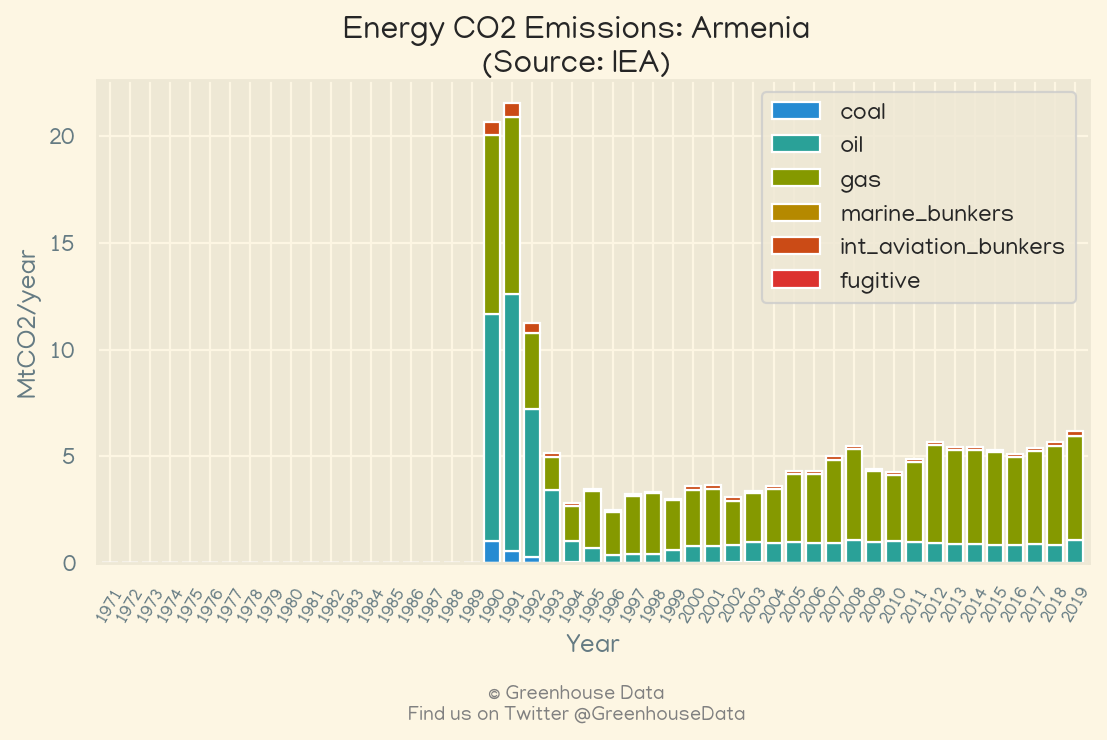 Energy CO2 Emissions: Armenia
(Source: IEA)
coal
oil
gas
marine_bunkers
int_aviation_bunkers
fugitive
MtCO2/year
20
15
10
5
0
1971 1972 1973 1974 1975 1976 1977 1978 1979 1980 1981 1982 1983 1984 1985 1986 1987 1988 1989 1990 1991 1992 1993 1994 1995 1996 1997 1998 1999 2000 2001 2002 2003 2004 2005 2006 2007 2008 2009 2010 2011 2012 2013 2014 2015 2016 2017 2018 2019
Year
© Greenhouse Data
Find us on Twitter @GreenhouseData